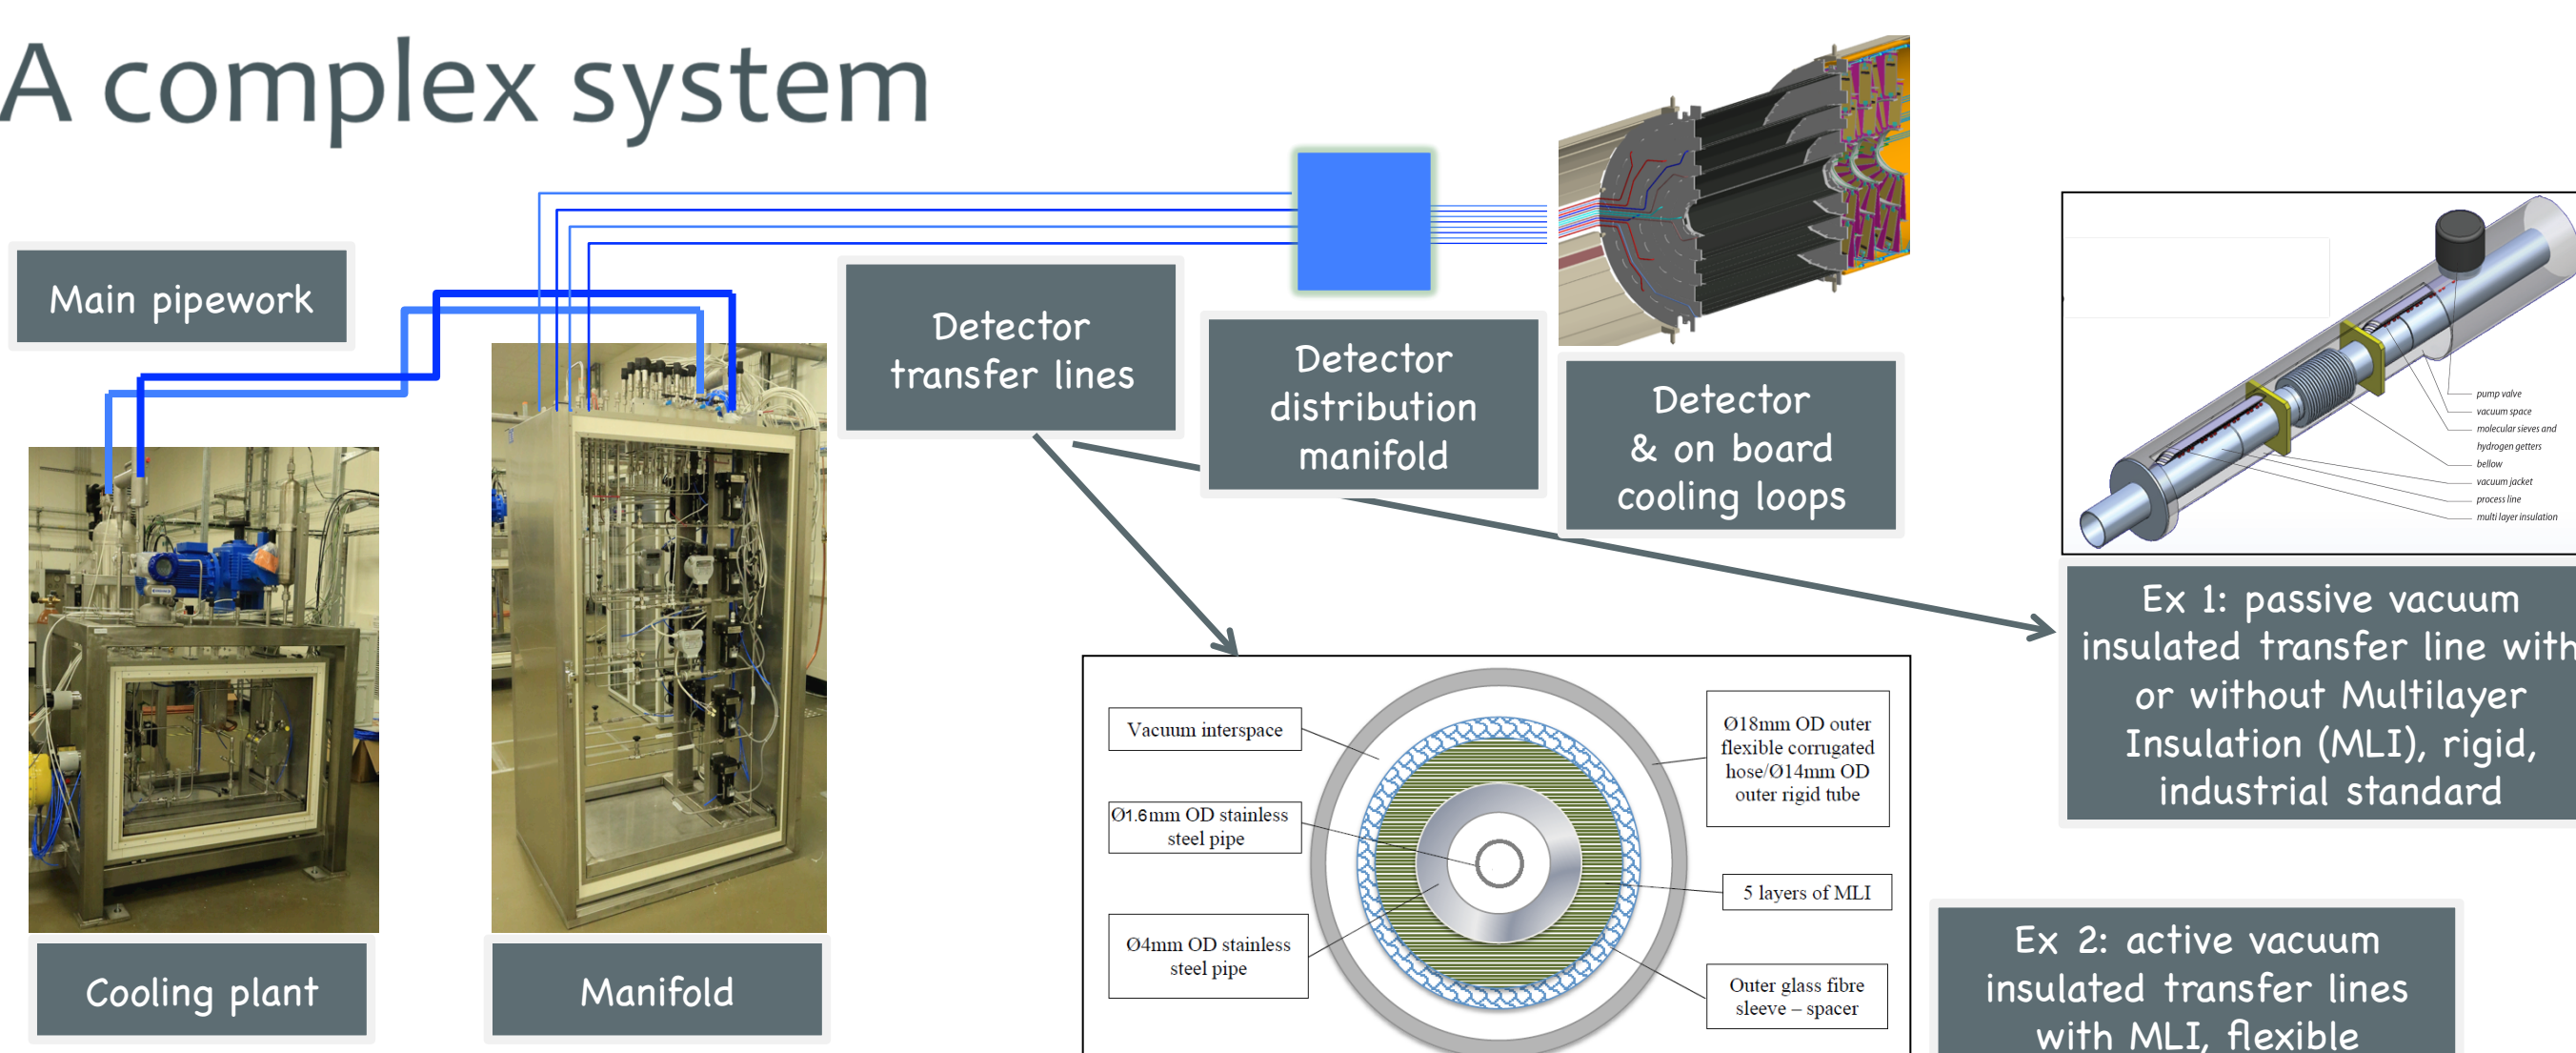 A complex system
Main pipework
Detector
transfer lines
Detector
distribution
manifold
Detector
& on board
cooling loops
pump valve
vacuum space
molecular sieves and
hydrogen getters
bellow
vacuum jacket
process line
multi layer insulation
Ex 1: passive vacuum
insulated transfer line with
or without Multilayer
Insulation (MLI), rigid,
industrial standard
Cooling plant
Manifold
Vacuum interspace
Ø1.6mm OD stainless
steel pipe
Ø4mm OD stainless
steel pipe
Ø18mm OD outer
flexible corrugated
hose/Ø14mm OD
outer rigid tube
5 layers of MLI
Outer glass fibre
sleeve – spacer
Ex 2: active vacuum
insulated transfer lines
with MLI, flexible